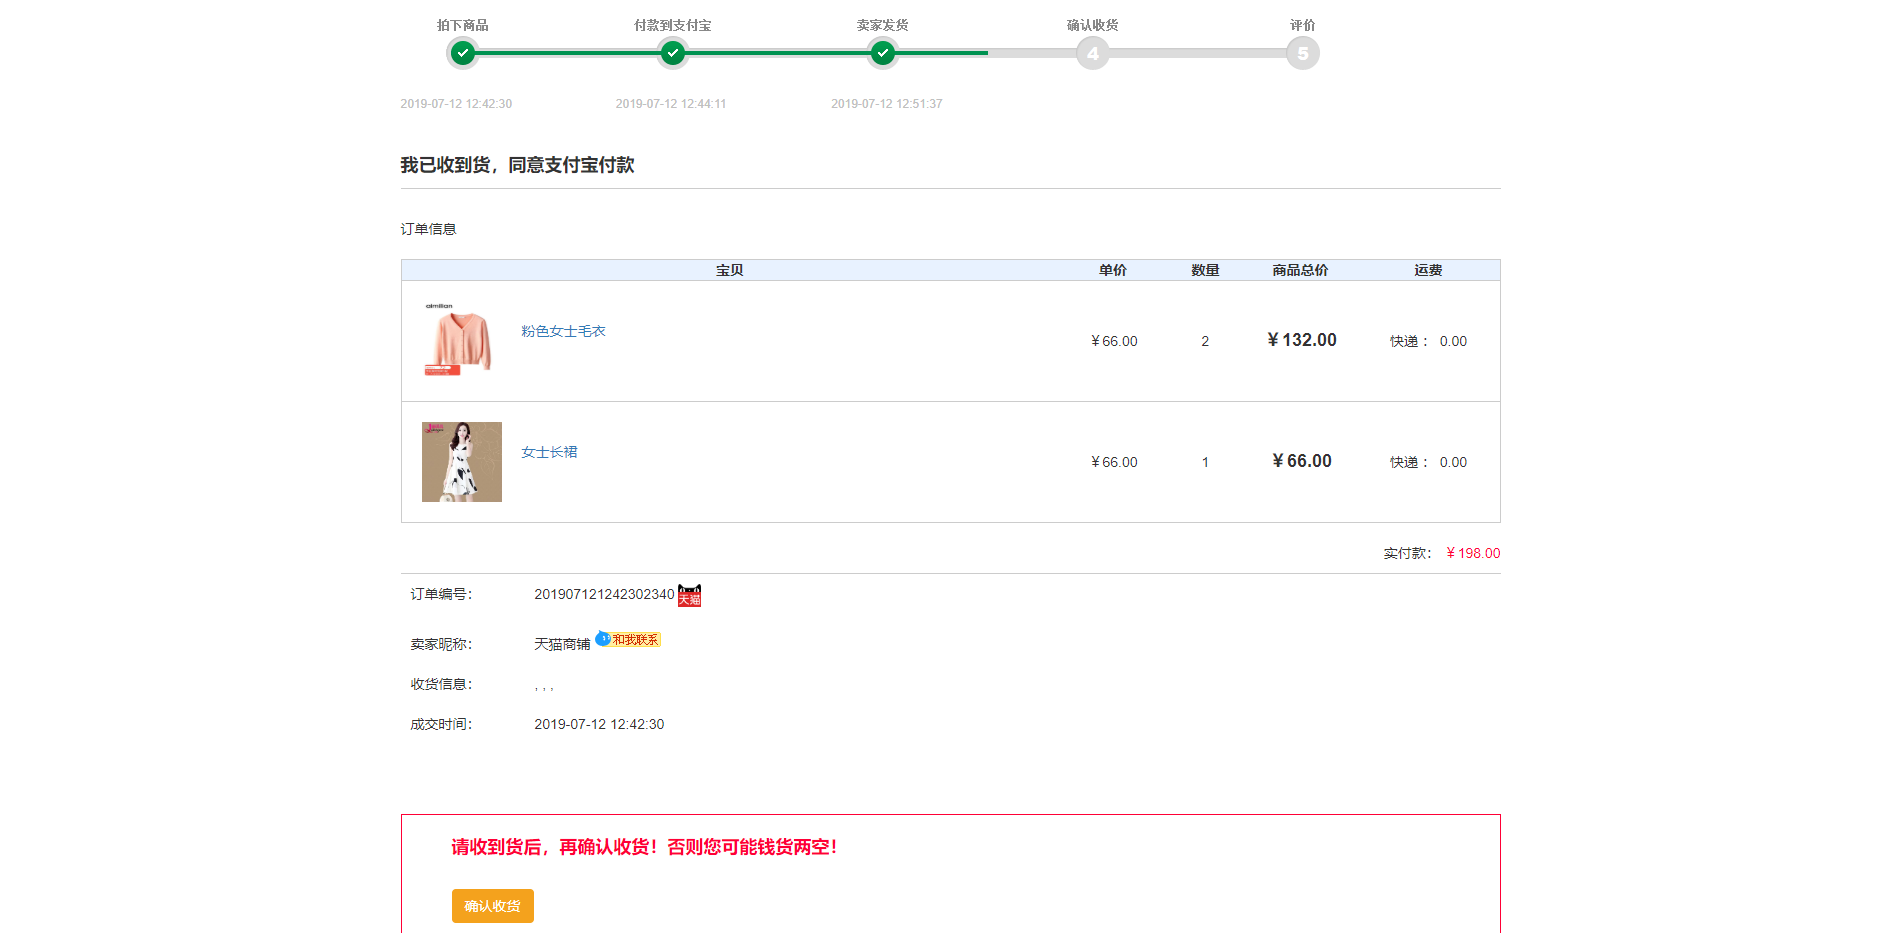 拍下商品 付款到支付宝 卖家发货 确认收货 评价
4 5
2019-07-12 12:42:30 2019-07-12 12:44:11 2019-07-12 12:51:37
我已收到货，同意支付宝付款
订单信息
宝贝 单价 数量 商品总价 运费
aimilian
粉色女士毛衣 ￥66.00 2 ￥132.00 快递： 0.00
女士长裙 ￥66.00 1 ￥66.00 快递： 0.00
实付款： ￥198.00
订单编号： 201907121242302340 天猫
卖家昵称： 天猫商铺 和我联系
收货信息： , , ,
成交时间： 2019-07-12 12:42:30
请收到货后，再确认收货！否则您可能钱货两空！
确认收货